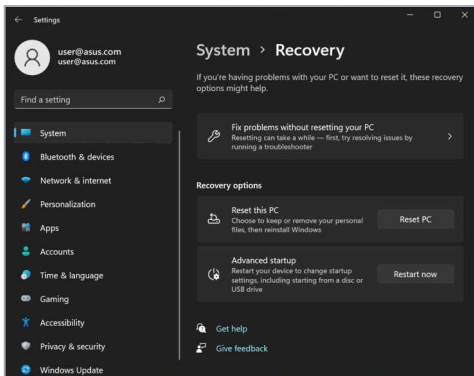 Settings
user@asus.com
user@asus.com
Find a setting
System
Bluetooth & devices
Network & internet
Personalization
Apps
Accounts
Time & language
Gaming
Accessibility
Privacy & security
Windows Update
System > Recovery
If you're having problems with your PC or want to reset it, these recovery
options might help.
Fix problems without resetting your PC
Resetting can take a while — first, try resolving issues by
running a troubleshooter
Recovery options
Reset this PC
Choose to keep or remove your personal
files, then reinstall Windows
Reset PC
Advanced startup
Restart your device to change startup
settings, including starting from a disc or
USB drive
Restart now
Get help
Give feedback